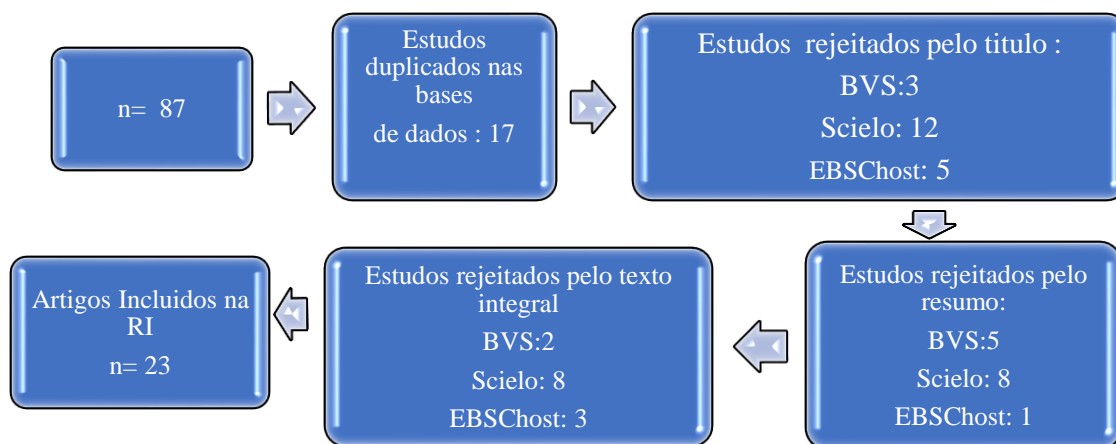 n= 87
Estudos
duplicados nas
bases
de dados : 17
Estudos rejeitados pelo titulo :
BVS:3
Scielo: 12
EBSChost: 5
Estudos rejeitados pelo
resumo:
BVS:5
Scielo: 8
EBSChost: 1
Estudos rejeitados pelo texto
integral
BVS:2
Scielo: 8
EBSChost: 3
Artigos Incluidos na
RI
n= 23